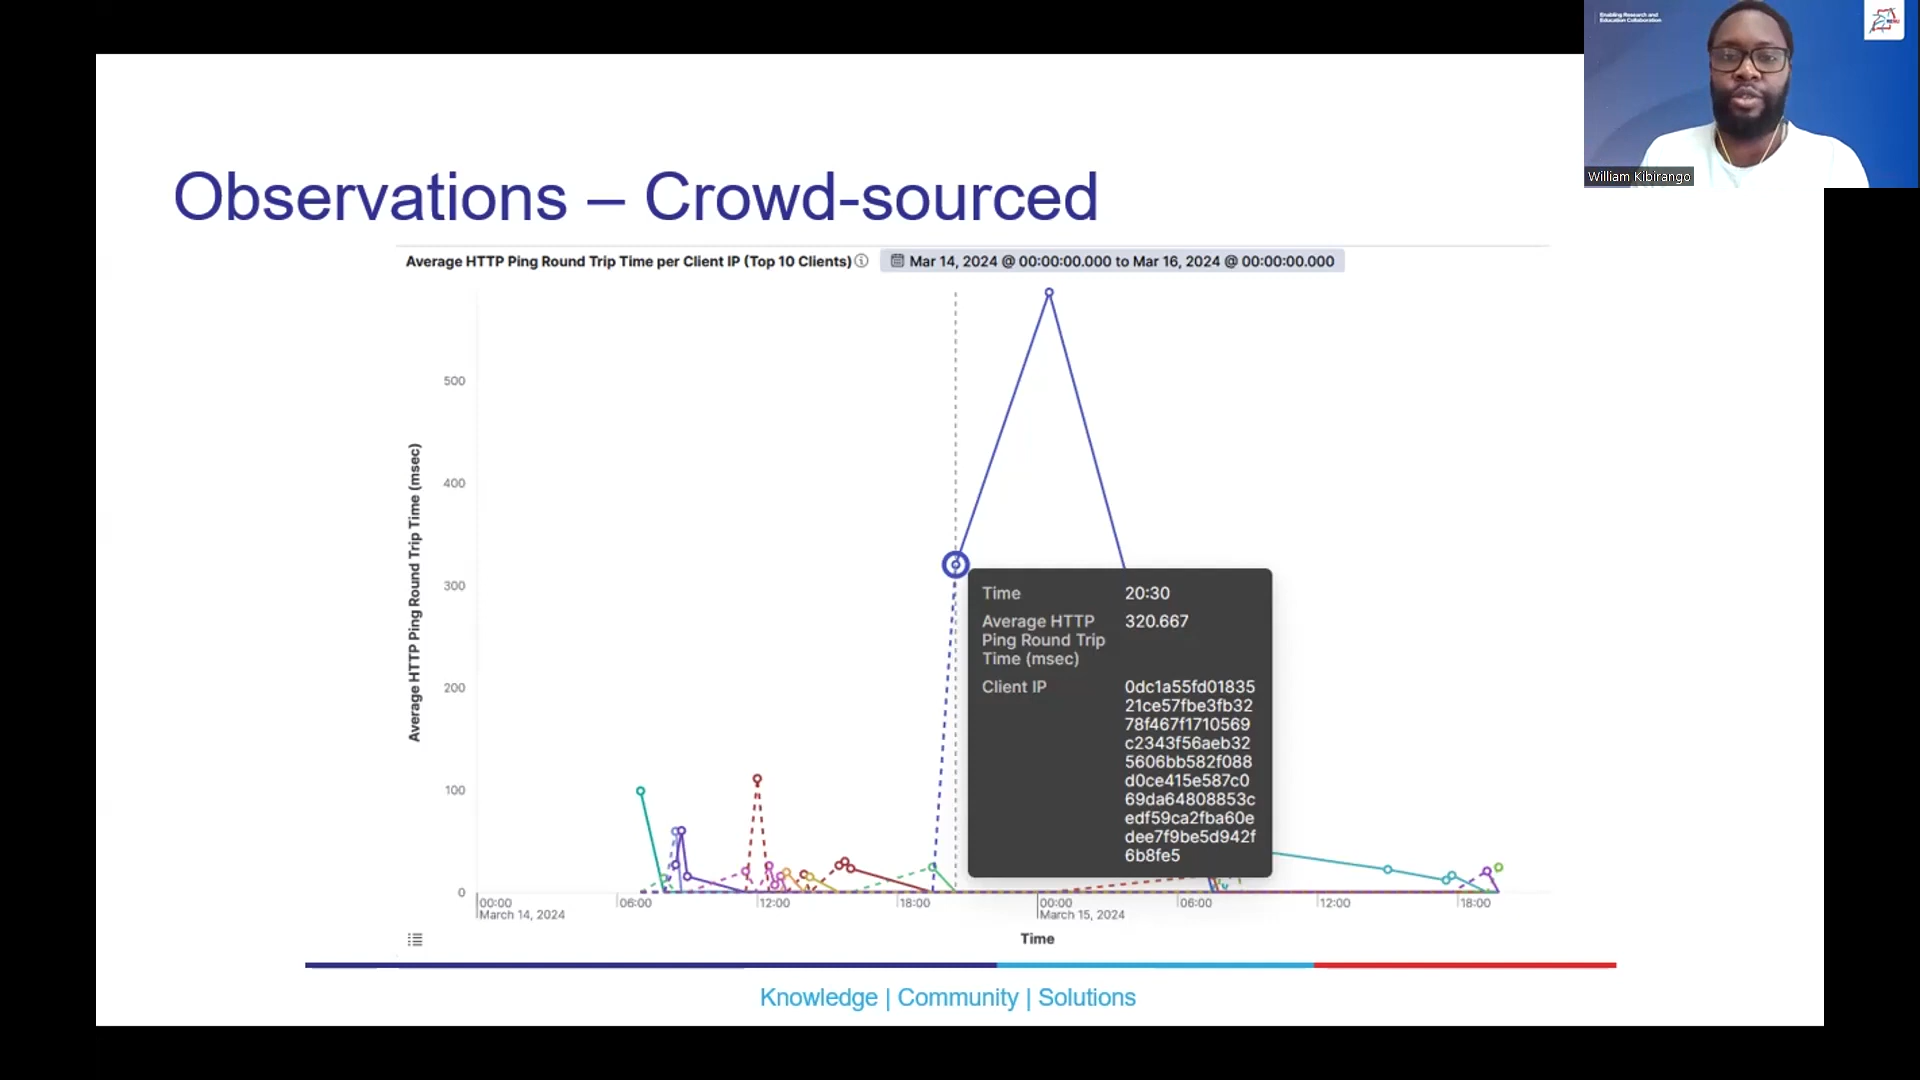 Enabling Research and
Education Collaboration
William Kibirango
Observations – Crowd-sourced
Average HTTP Ping Round Trip Time per Client IP (Top 10 Clients)
Mar 14, 2024 @ 00:00:00.000 to Mar 16, 2024 @ 00:00:00.000
Average HTTP Ping Round Trip Time (msec)
500
400
300
200
100
0
Time 20:30
Average HTTP 320.667
Ping Round Trip
Time (msec)
Client IP 0dc1a55fd01835
21ce57fbe3fb32
78f467f1710569
c2343f56aeb32
5606bb582f088
d0ce415e587c0
69da64808853c
edf59ca2fba60e
dee7f9be5d942f
6b8fe5
00:00 06:00 12:00 18:00 00:00 06:00 12:00 18:00
March 14, 2024 March 15, 2024
Time
Knowledge | Community | Solutions